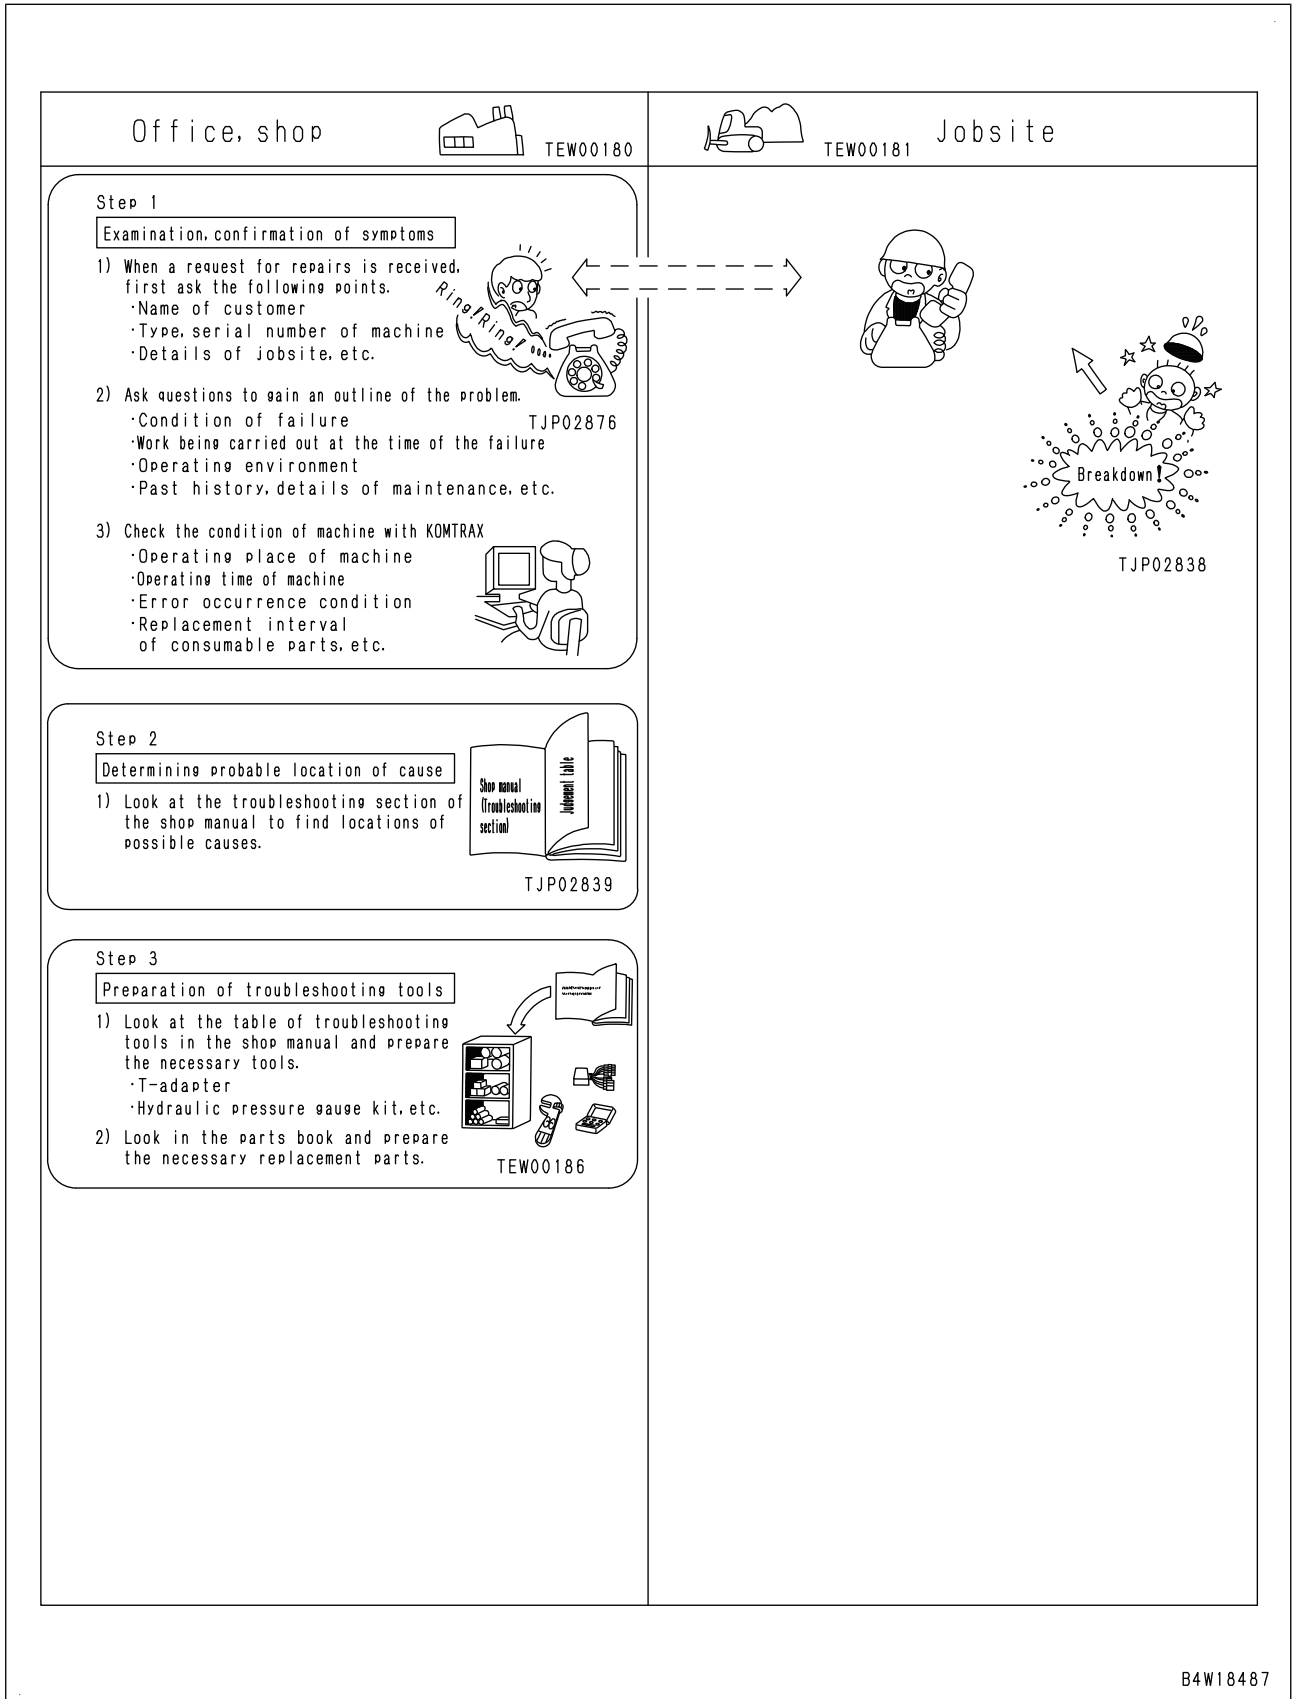 Office, shop
TEW00180
TEW00181
Jobsite
Step 1
Examination, confirmation of symptoms
1) When a request for repairs is received,
first ask the following points.
·Name of customer
·Type, serial number of machine
·Details of jobsite, etc.
Ring! Ring!
2) Ask questions to gain an outline of the problem.
·Condition of failure
TJP02876
·Work being carried out at the time of the failure
·Operating environment
·Past history, details of maintenance, etc.
3) Check the condition of machine with KOMTRAX
·Operating place of machine
·Operating time of machine
·Error occurrence condition
·Replacement interval
of consumable parts, etc.
Breakdown!
TJP02838
Step 2
Determining probable location of cause
1) Look at the troubleshooting section of
the shop manual to find locations of
possible causes.
Shop manual
(Troubleshooting
section)
Judgement table
TJP02839
Step 3
Preparation of troubleshooting tools
1) Look at the table of troubleshooting
tools in the shop manual and prepare
the necessary tools.
·T-adapter
·Hydraulic pressure gauge kit, etc.
2) Look in the parts book and prepare
the necessary replacement parts.
TEW00186
B4W18487